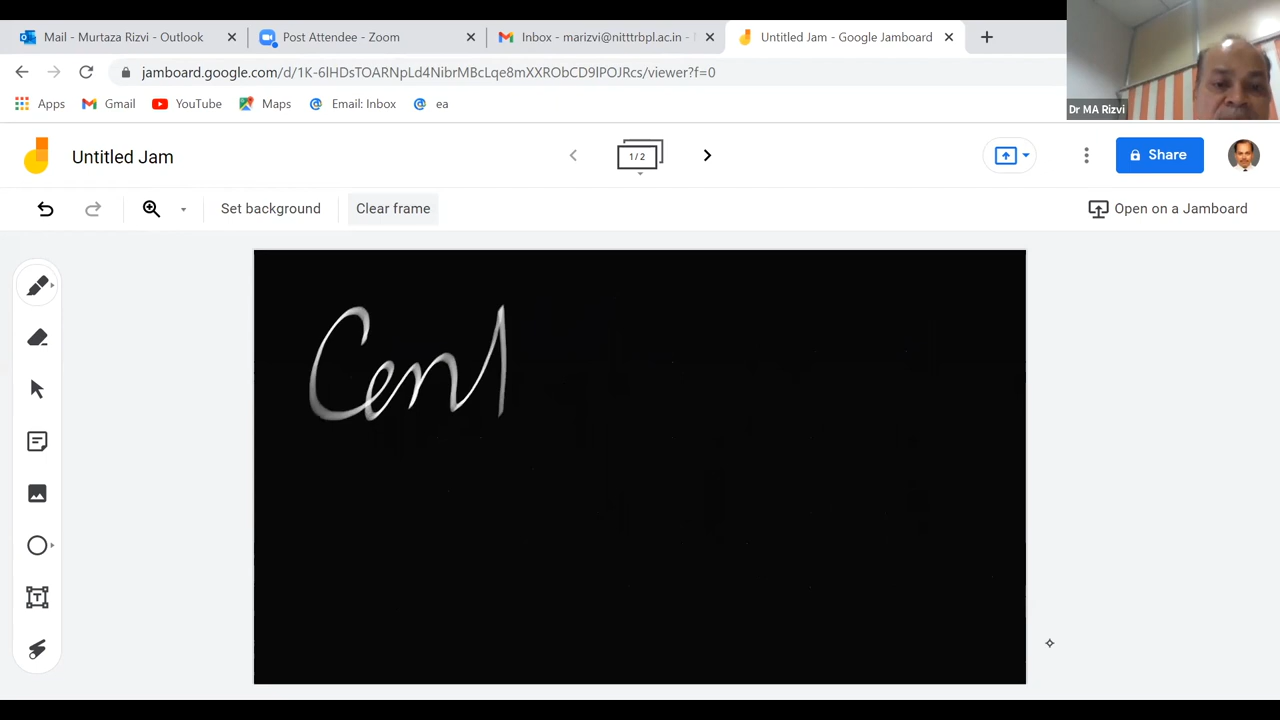 Mail - Murtaza Rizvi - Outlook
Post Attendee - Zoom
Inbox - marizvi@nitttrbpl.ac.in -
Untitled Jam - Google Jamboard
jamboard.google.com/d/1K-6lHDsTOARNpLd4NibrMBcLqe8mXXRObCD9lPOJRcs/viewer?f=0
Apps
Gmail
YouTube
Maps
Email: Inbox
ea
Dr MA Rizvi
Untitled Jam
1 / 2
Share
Set background
Clear frame
Open on a Jamboard
Cent